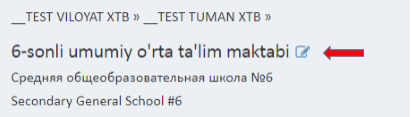 __TEST VILOYAT XTB » __TEST TUMAN XTB »
6-sonli umumiy o'rta ta'lim maktabi
Средняя общеобразовательная школа №6
Secondary General School #6